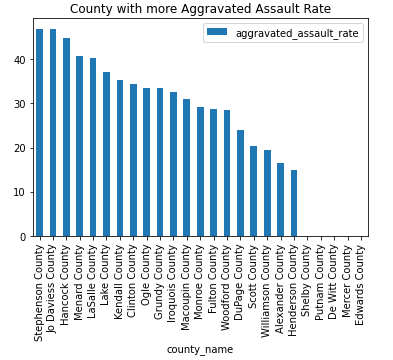 County with more Aggravated Assault Rate
aggravated_assault_rate
40
30
20
10
0
Stephenson County
Jo Daviess County
Hancock County
Menard County
LaSalle County
Lake County
Kendall County
Clinton County
Ogle County
Grundy County
Iroquois County
Macoupin County
Monroe County
Fulton County
Woodford County
DuPage County
Scott County
Williamson County
Alexander County
Henderson County
Shelby County
Putnam County
De Witt County
Mercer County
Edwards County
county_name